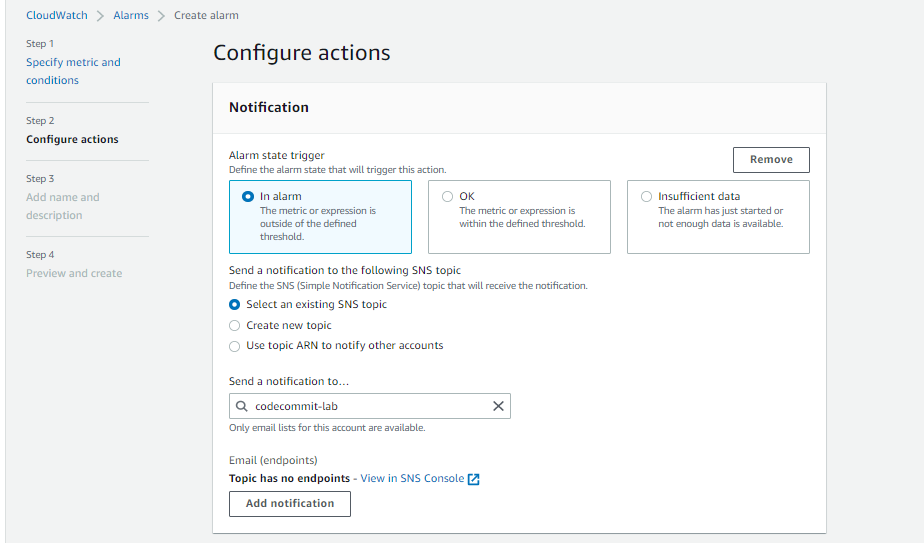 CloudWatch > Alarms > Create alarm
Step 1
Specify metric and
conditions
Step 2
Configure actions
Step 3
Add name and
description
Step 4
Preview and create
Configure actions
Notification
Alarm state trigger
Define the alarm state that will trigger this action.
Remove
In alarm
The metric or expression is
outside of the defined
threshold.
OK
The metric or expression is
within the defined threshold.
Insufficient data
The alarm has just started or
not enough data is available.
Send a notification to the following SNS topic
Define the SNS (Simple Notification Service) topic that will receive the notification.
Select an existing SNS topic
Create new topic
Use topic ARN to notify other accounts
Send a notification to…
codecommit-lab
Only email lists for this account are available.
Email (endpoints)
Topic has no endpoints - View in SNS Console
Add notification